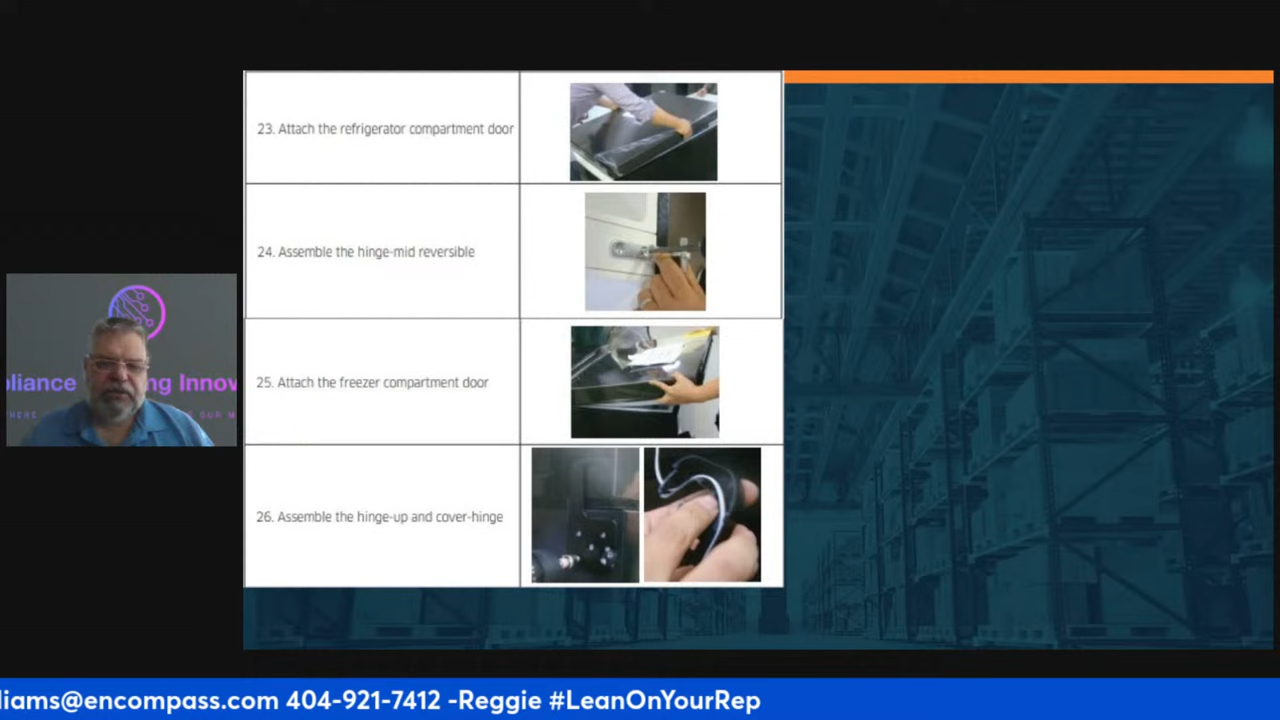 23. Attach the refrigerator compartment door
24. Assemble the hinge-mid reversible
25. Attach the freezer compartment door
26. Assemble the hinge-up and cover-hinge
pliance ng Innov
liams@encompass.com 404-921-7412 -Reggie #LeanOnYourRep